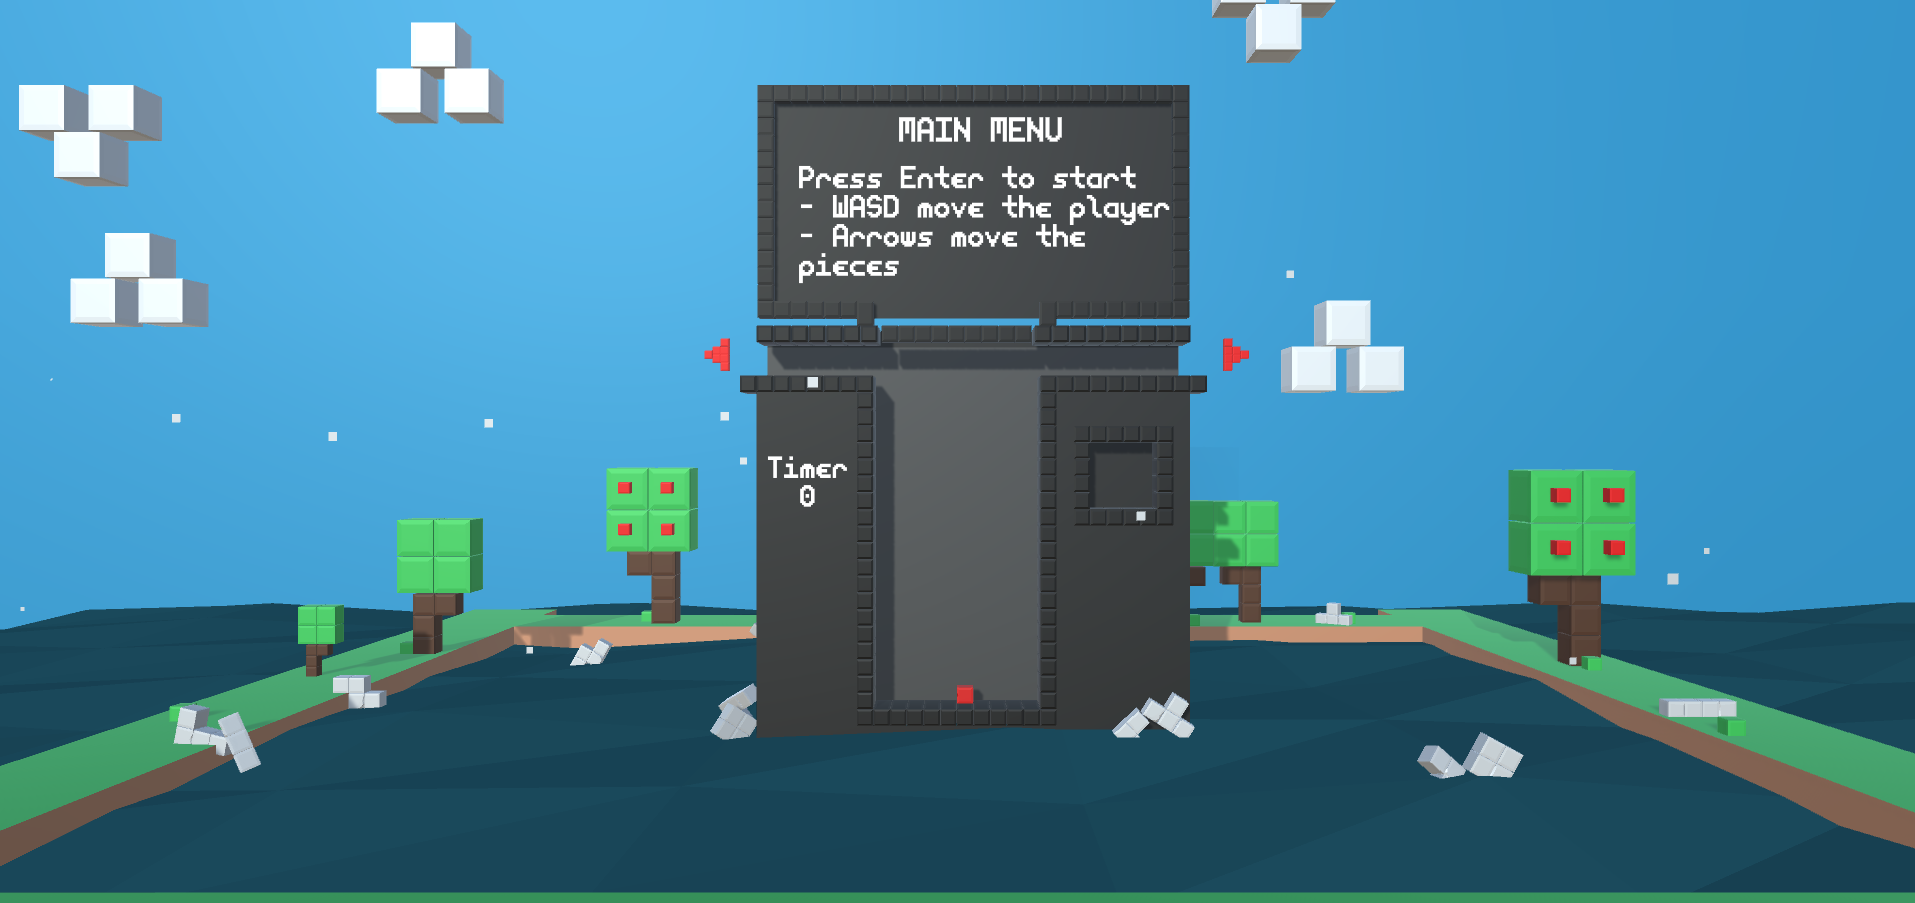 MAIN MENU
Press Enter to start
- WASD move the player
- Arrows move the
pieces
Timer
0